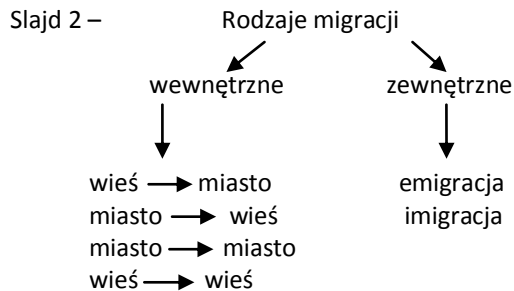 Slajd 2 – Rodzaje migracji
wewnętrzne zewnętrzne
wieś miasto emigracja
miasto wieś imigracja
miasto miasto
wieś wieś